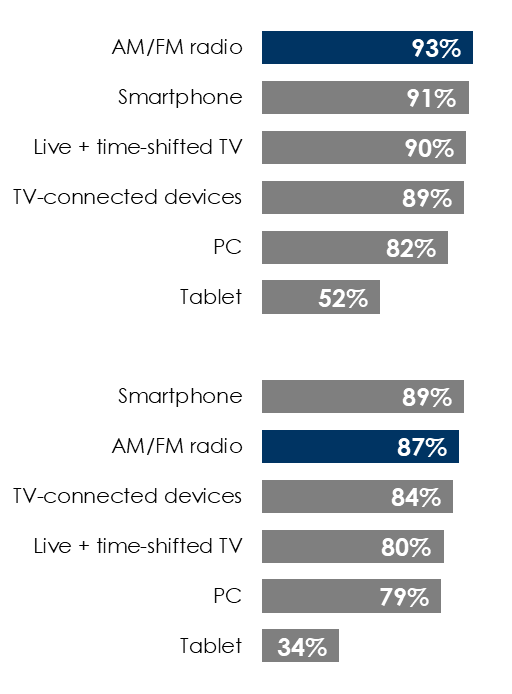 AM/FM radio 93%
Smartphone 91%
Live + time-shifted TV 90%
TV-connected devices 89%
PC 82%
Tablet 52%
Smartphone 89%
AM/FM radio 87%
TV-connected devices 84%
Live + time-shifted TV 80%
PC 79%
Tablet 34%